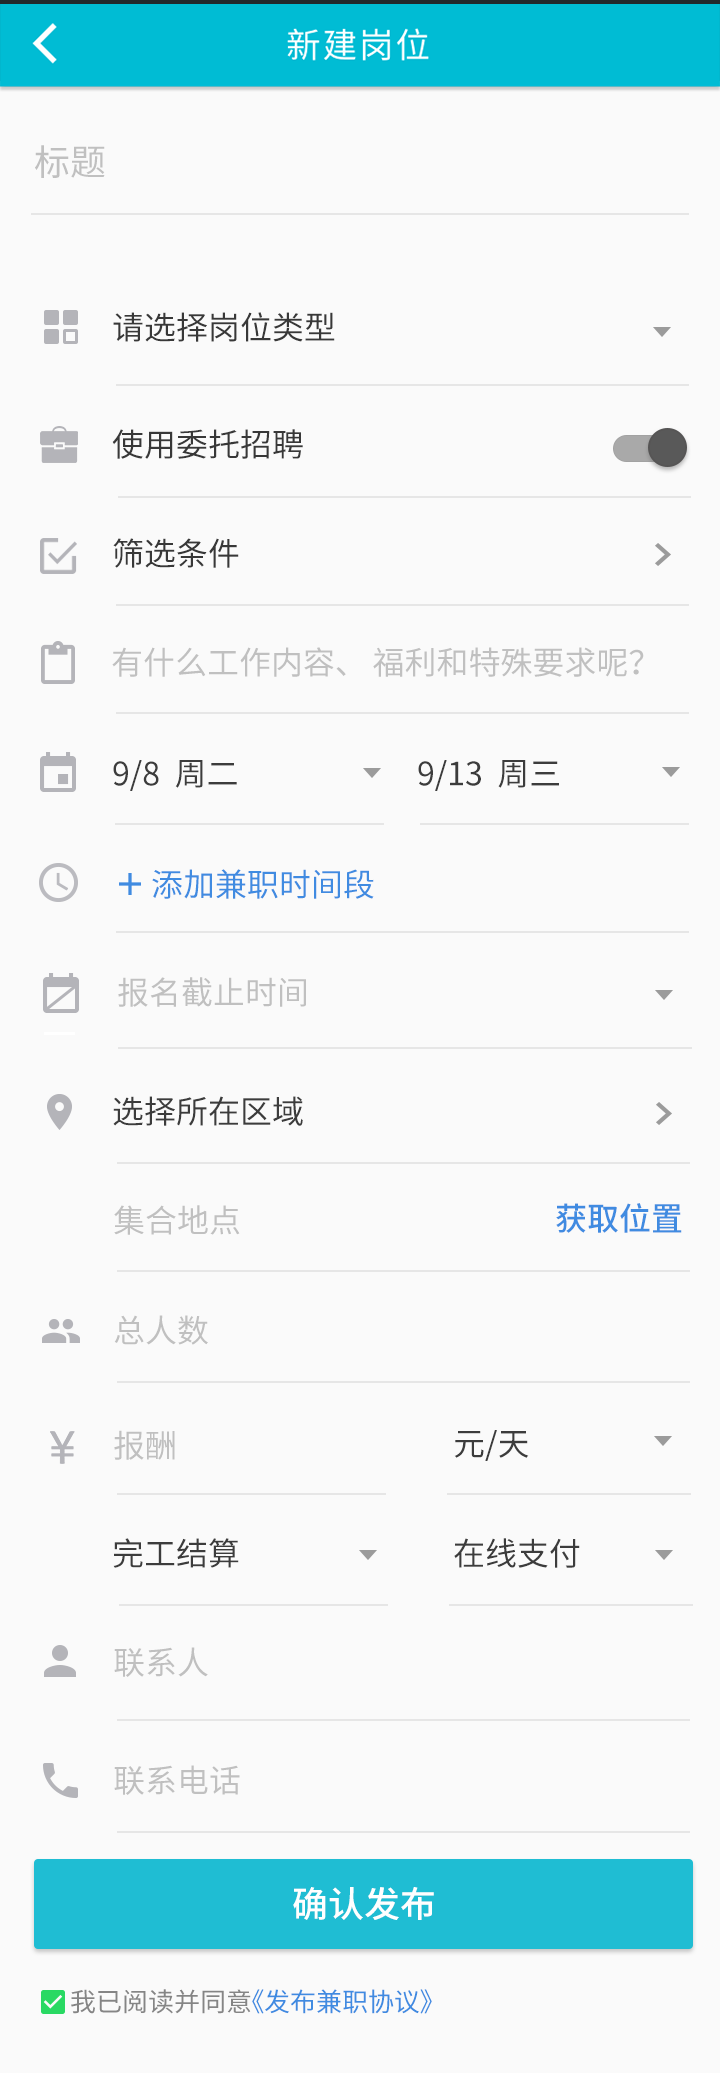 新建岗位
标题
请选择岗位类型
使用委托招聘
筛选条件
有什么工作内容、福利和特殊要求呢?
9/8 周二 9/13 周三
+ 添加兼职时间段
报名截止时间
选择所在区域
集合地点 获取位置
总人数
¥ 报酬 元/天
完工结算 在线支付
联系人
联系电话
确认发布
我已阅读并同意《发布兼职协议》